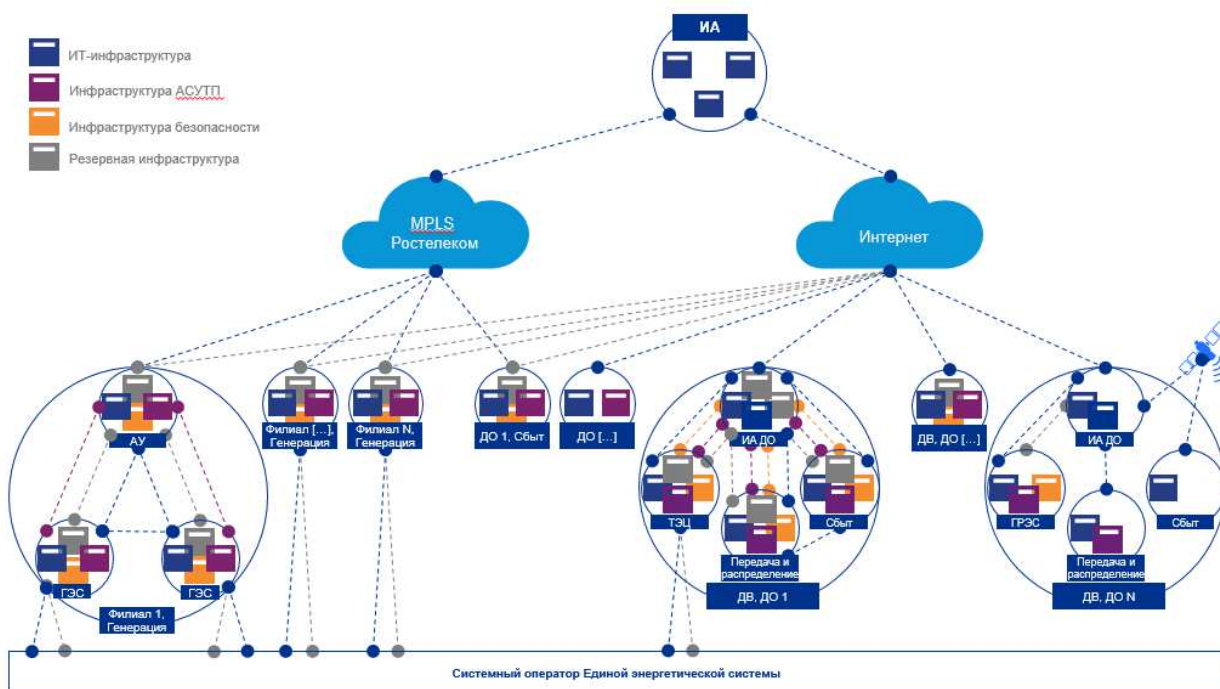 ИА
ИТ-инфраструктура
Инфраструктура АСУТП
Инфраструктура безопасности
Резервная инфраструктура
MPLS
Ростелеком
Интернет
АУ
Филиал [...],
Генерация
Филиал N,
Генерация
ДО 1, Сбыт
ДО [...]
ИА ДО
ДВ, ДО [...]
ИА ДО
ТЭЦ
Сбыт
ГРЭС
Сбыт
Передача и
распределение
Передача и
распределение
ГЭС
ГЭС
Филиал 1,
Генерация
ДВ, ДО 1
ДВ, ДО N
Системный оператор Единой энергетической системы